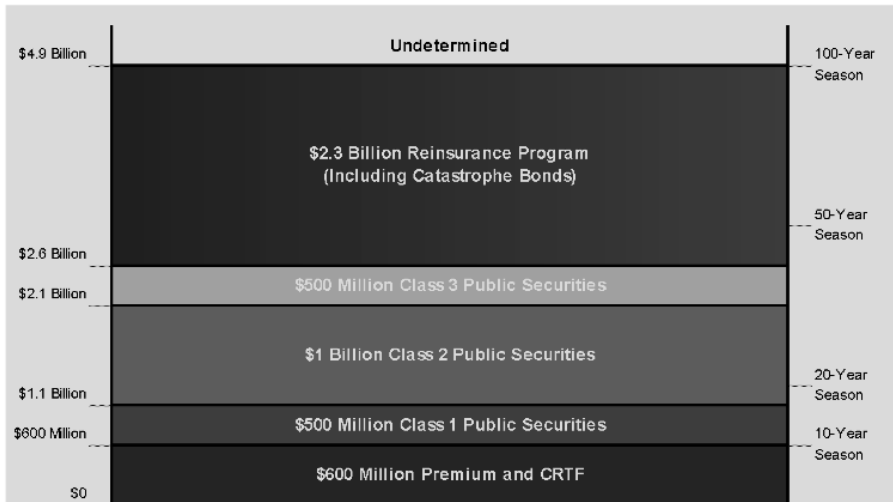 Undetermined
$4.9 Billion
100-Year
Season
$2.3 Billion Reinsurance Program
(Including Catastrophe Bonds)
50-Year
Season
$2.6 Billion
$500 Million Class 3 Public Securities
$2.1 Billion
$1 Billion Class 2 Public Securities
20-Year
Season
$1.1 Billion
$500 Million Class 1 Public Securities
$600 Million
10-Year
Season
$600 Million Premium and CRTF
$0